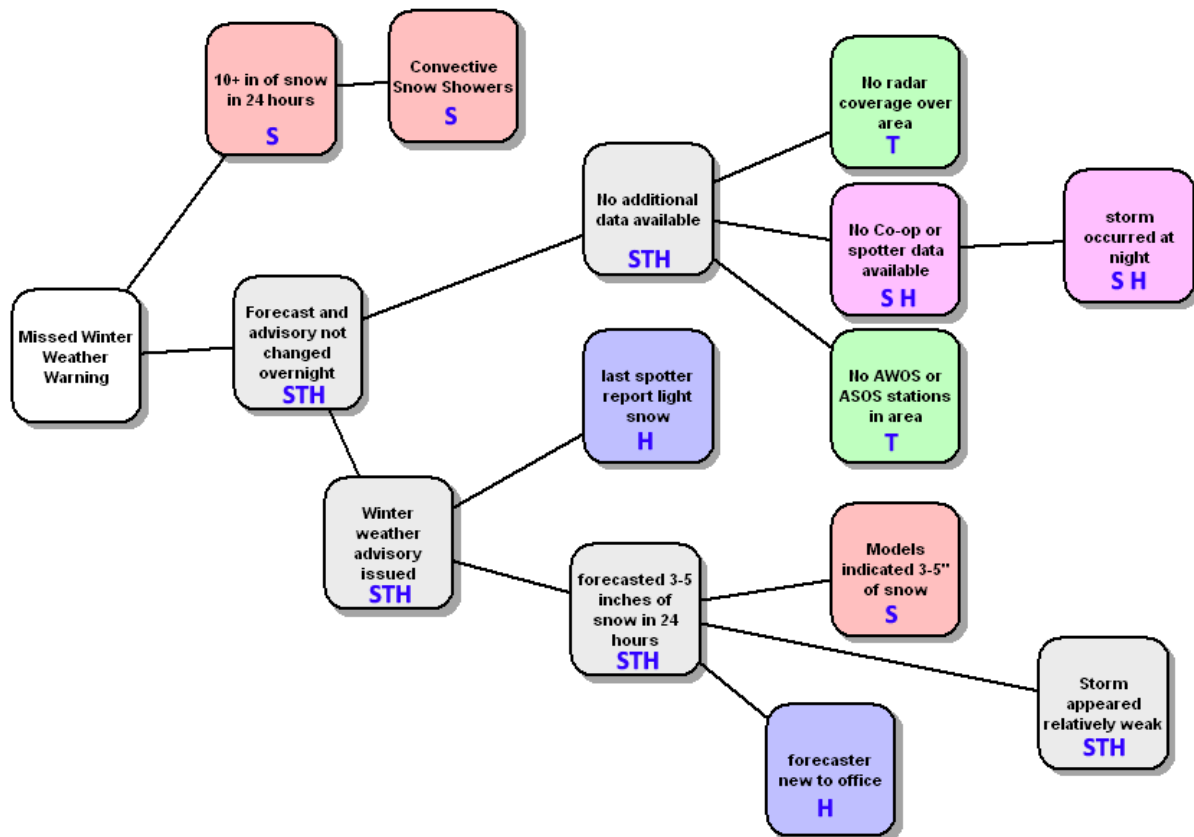 10+ in of snow
in 24 hours
S
Convective
Snow Showers
S
No radar
coverage over
area
T
No additional
data available
STH
No Co-op or
spotter data
available
S H
storm
occurred at
night
S H
Missed Winter
Weather
Warning
Forecast and
advisory not
changed
overnight
STH
last spotter
report light
snow
H
No AWOS or
ASOS stations
in area
T
Winter
weather
advisory
issued
STH
forecasted 3-5
inches of
snow in 24
hours
STH
Models
indicated 3-5"
of snow
S
Storm
appeared
relatively weak
STH
forecaster
new to office
H